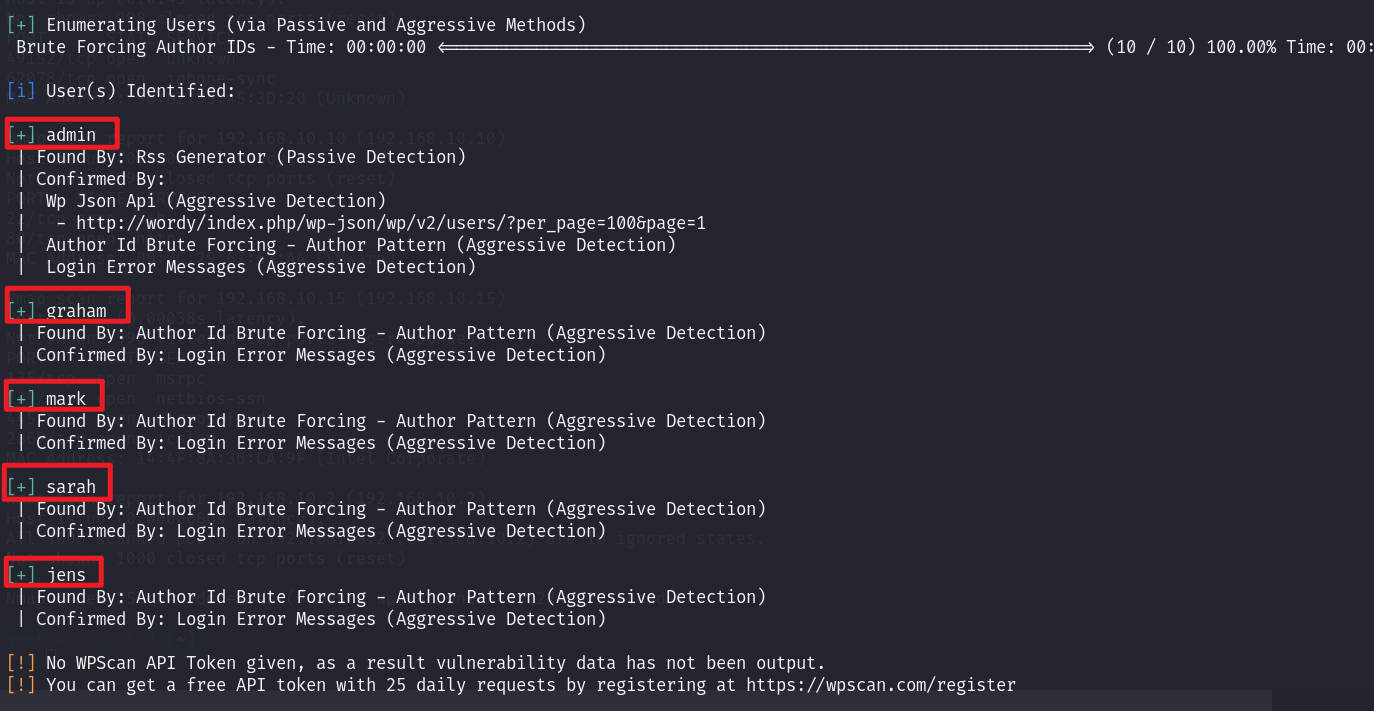 [+] Enumerating Users (via Passive and Aggressive Methods)
Brute Forcing Author IDs - Time: 00:00:00 <==================================================================> (10 / 10) 100.00% Time: 00:
[i] User(s) Identified:
[+] admin
| Found By: Rss Generator (Passive Detection)
| Confirmed By:
|  Wp Json Api (Aggressive Detection)
|   - http://wordy/index.php/wp-json/wp/v2/users/?per_page=100&page=1
|  Author Id Brute Forcing - Author Pattern (Aggressive Detection)
|  Login Error Messages (Aggressive Detection)
[+] graham
| Found By: Author Id Brute Forcing - Author Pattern (Aggressive Detection)
| Confirmed By: Login Error Messages (Aggressive Detection)
[+] mark
| Found By: Author Id Brute Forcing - Author Pattern (Aggressive Detection)
| Confirmed By: Login Error Messages (Aggressive Detection)
[+] sarah
| Found By: Author Id Brute Forcing - Author Pattern (Aggressive Detection)
| Confirmed By: Login Error Messages (Aggressive Detection)
[+] jens
| Found By: Author Id Brute Forcing - Author Pattern (Aggressive Detection)
| Confirmed By: Login Error Messages (Aggressive Detection)
[!] No WPScan API Token given, as a result vulnerability data has not been output.
[!] You can get a free API token with 25 daily requests by registering at https://wpscan.com/register